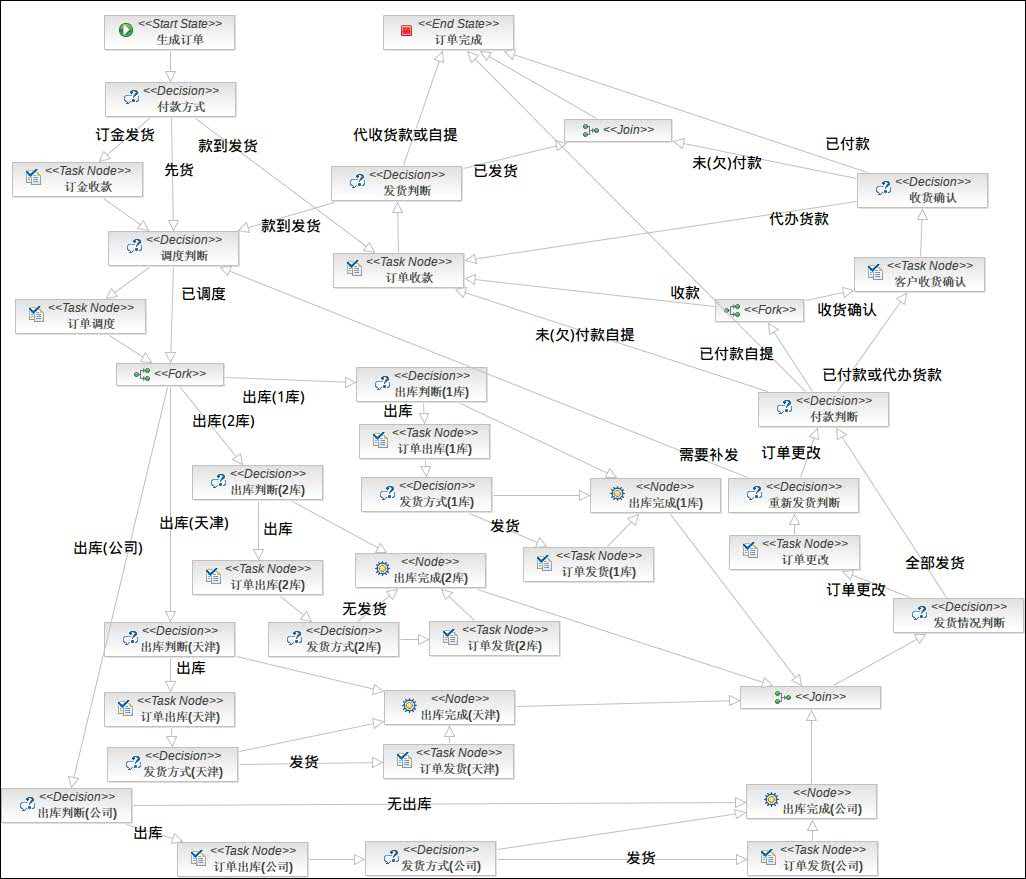 <<Start State>>
生成订单
<<End State>>
订单完成
<<Decision>>
付款方式
订金发货
先货
款到发货
代收货款或自提
<<Join>>
已付款
未(欠)付款
已发货
<<Task Node>>
订金收款
<<Decision>>
发货判断
<<Decision>>
收货确认
款到发货
代办货款
<<Decision>>
调度判断
<<Task Node>>
订单收款
<<Task Node>>
客户收货确认
已调度
收款
<<Fork>>
收货确认
<<Task Node>>
订单调度
未(欠)付款自提
已付款自提
已付款或代办货款
<<Fork>>
出库(1库)
<<Decision>>
出库判断(1库)
出库
出库(2库)
<<Decision>>
付款判断
<<Task Node>>
订单出库(1库)
需要补发
订单更改
<<Decision>>
出库判断(2库)
<<Decision>>
发货方式(1库)
<<Node>>
出库完成(1库)
<<Decision>>
重新发货判断
出库(天津)
出库
发货
出库(公司)
<<Task Node>>
订单出库(2库)
<<Node>>
出库完成(2库)
<<Task Node>>
订单发货(1库)
<<Task Node>>
订单更改
全部发货
订单更改
无发货
<<Decision>>
发货情况判断
<<Decision>>
出库判断(天津)
<<Decision>>
发货方式(2库)
<<Task Node>>
订单发货(2库)
出库
<<Task Node>>
订单出库(天津)
<<Node>>
出库完成(天津)
<<Join>>
<<Decision>>
发货方式(天津)
发货
<<Task Node>>
订单发货(天津)
<<Decision>>
出库判断(公司)
无出库
<<Node>>
出库完成(公司)
出库
<<Task Node>>
订单出库(公司)
<<Decision>>
发货方式(公司)
发货
<<Task Node>>
订单发货(公司)